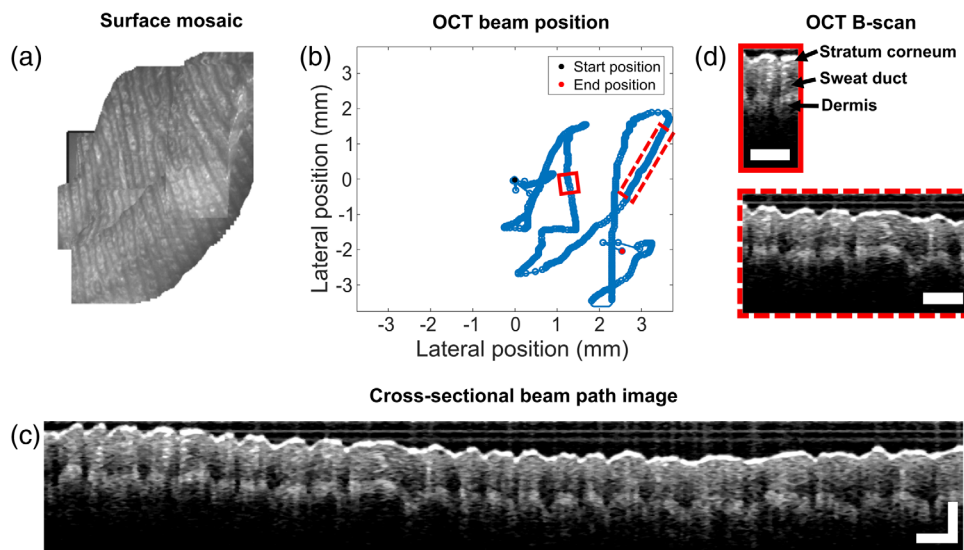 Surface mosaic
OCT beam position
OCT B-scan
(a)
(b)
(d)
Start position
End position
Stratum corneum
Sweat duct
Dermis
Lateral position (mm)
3
2
1
0
-1
-2
-3
-3
-2
-1
0
1
2
3
Lateral position (mm)
Cross-sectional beam path image
(c)